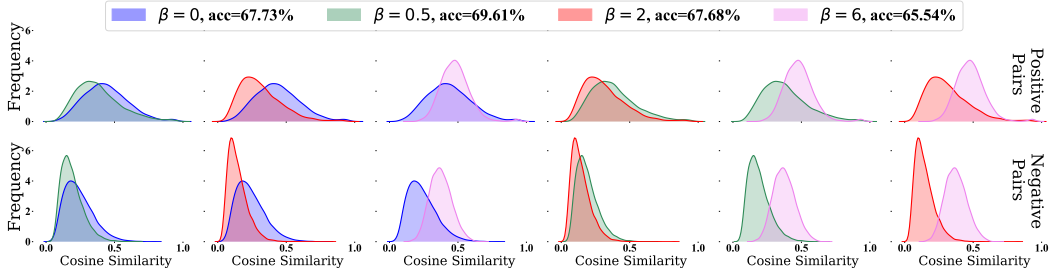 β = 0, acc=67.73% β = 0.5, acc=69.61% β = 2, acc=67.68% β = 6, acc=65.54%
Frequency
6
4
2
0
Positive
Pairs
Frequency
6
4
2
0
Negative
Pairs
0.0 0.5 1.0 0.0 0.5 1.0 0.0 0.5 1.0 0.0 0.5 1.0 0.0 0.5 1.0 0.0 0.5 1.0
Cosine Similarity Cosine Similarity Cosine Similarity Cosine Similarity Cosine Similarity Cosine Similarity